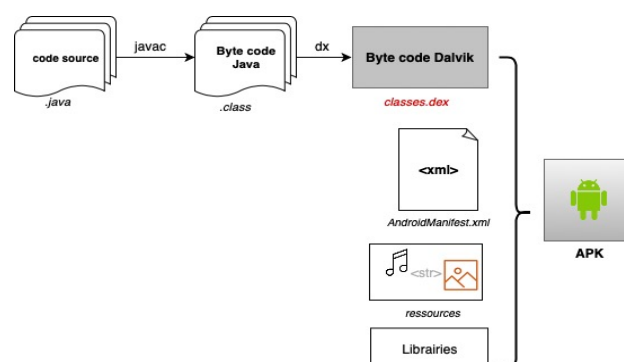 code source
javac
Byte code
Java
dx
Byte code Dalvik
.java
.class
classes.dex
<xml>
AndroidManifest.xml
APK
<str>
ressources
Librairies